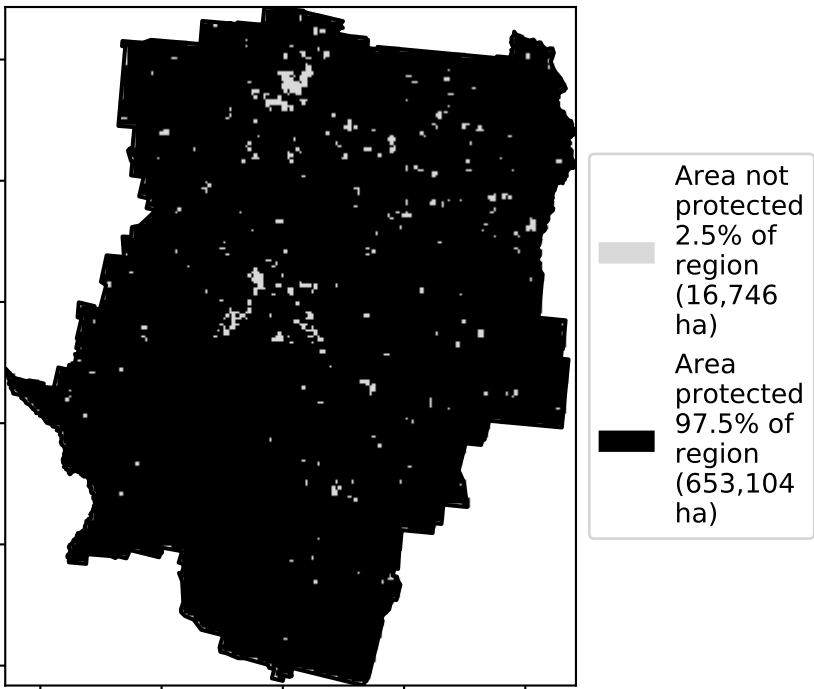 Area not
protected
2.5% of
region
(16,746
ha)
Area
protected
97.5% of
region
(653,104
ha)